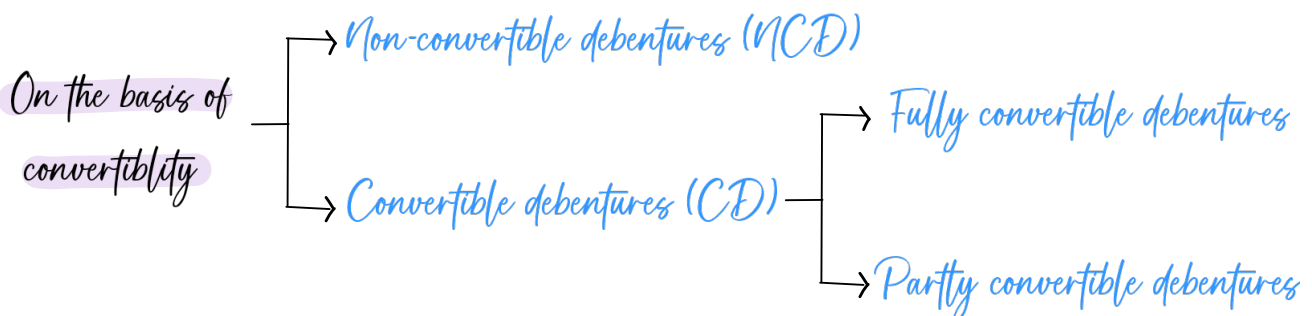 Non-convertible debentures (NCD)
On the basis of
convertiblity
Fully convertible debentures
Convertible debentures (CD)
Partly convertible debentures